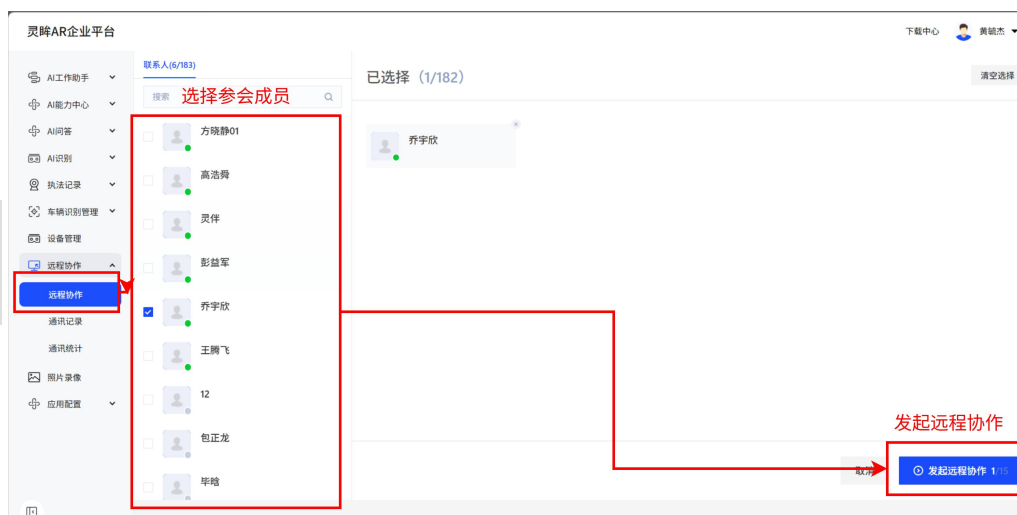 灵眸AR企业平台
下载中心
黄毓杰
AI工作助手
AI能力中心
AI问答
AI识别
执法记录
车辆识别管理
设备管理
远程协作
远程协作
通讯记录
通讯统计
照片录像
应用配置
联系人(6/183)
搜索
选择参会成员
方晓静01
高浩舜
灵伴
彭益军
乔宇欣
王腾飞
12
包正龙
毕晗
已选择（1/182）
清空选择
乔宇欣
发起远程协作
取消
发起远程协作 1/15